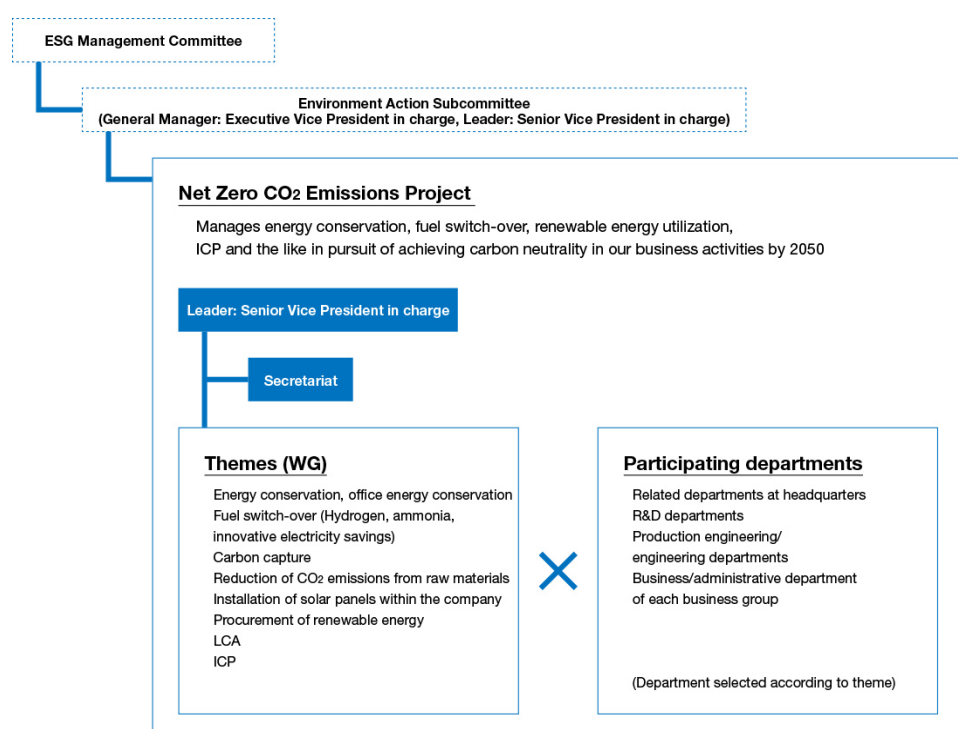 ESG Management Committee
Environment Action Subcommittee
(General Manager: Executive Vice President in charge, Leader: Senior Vice President in charge)
Net Zero CO2 Emissions Project
Manages energy conservation, fuel switch-over, renewable energy utilization,
ICP and the like in pursuit of achieving carbon neutrality in our business activities by 2050
Leader: Senior Vice President in charge
Secretariat
Themes (WG)
Energy conservation, office energy conservation
Fuel switch-over (Hydrogen, ammonia,
innovative electricity savings)
Carbon capture
Reduction of CO2 emissions from raw materials
Installation of solar panels within the company
Procurement of renewable energy
LCA
ICP
Participating departments
Related departments at headquarters
R&D departments
Production engineering/
engineering departments
Business/administrative department
of each business group
(Department selected according to theme)